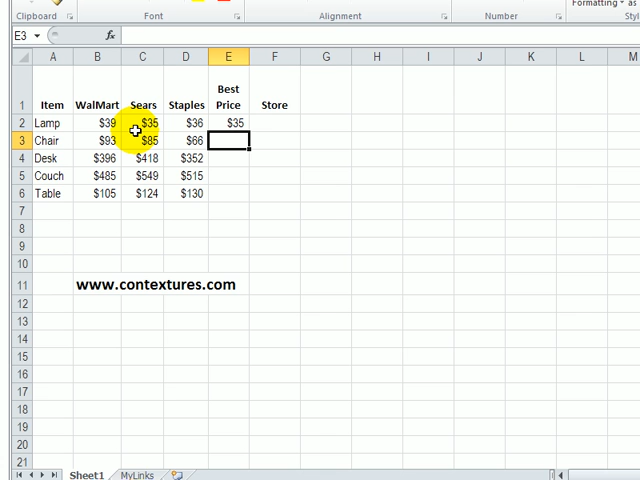 Formatting as
Clipboard Font Alignment Number Styl
E3 fx
A B C D E F G H I J K L M
1 Item WalMart Sears Staples Best Price Store
2 Lamp $39 $35 $36 $35
3 Chair $93 $85 $66
4 Desk $396 $418 $352
5 Couch $485 $549 $515
6 Table $105 $124 $130
7
8
9
10
11 www.contextures.com
12
13
14
15
16
17
18
19
20
21
Sheet1 MyLinks